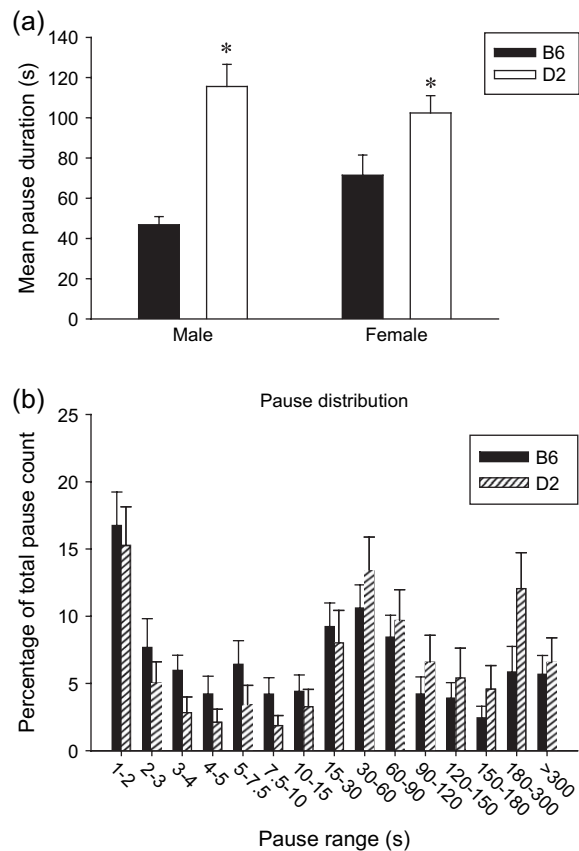 (a)
140
120
100
80
60
40
20
0
Mean pause duration (s)
* *
B6
D2
Male Female
(b)
Pause distribution
25
20
15
10
5
0
Percentage of total pause count
B6
D2
1-2 2-3 3-4 4-5 5-7.5 7.5-10 10-15 15-30 30-60 60-90 90-120 120-150 150-180 180-300 >300
Pause range (s)